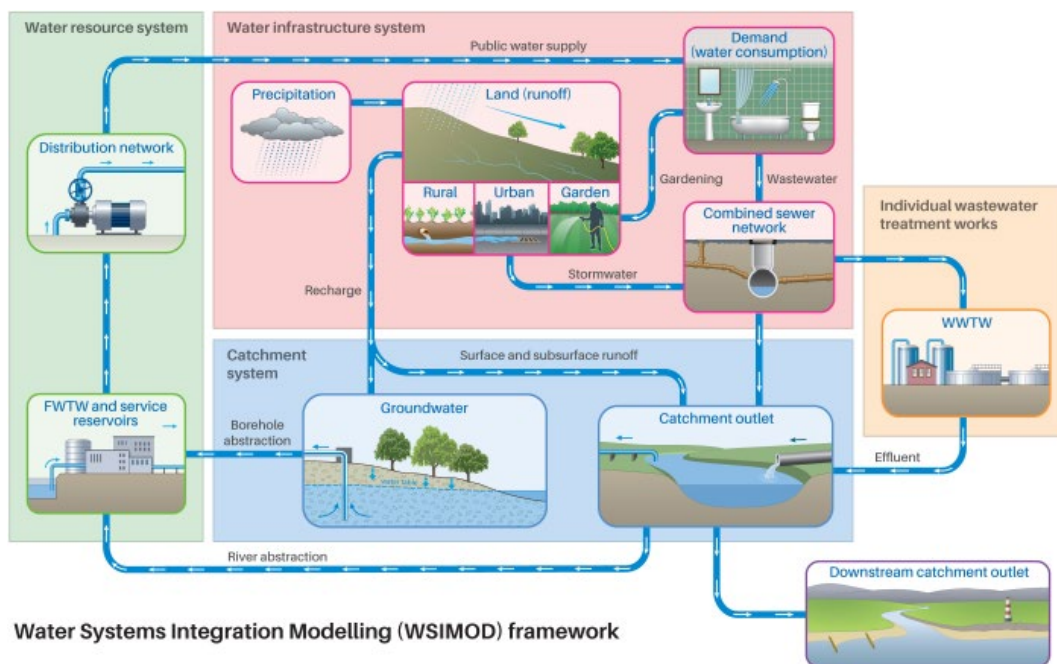 Water resource system
Water infrastructure system
Public water supply
Demand
(water consumption)
Precipitation
Land (runoff)
Distribution network
Rural
Urban
Garden
Gardening
Wastewater
Combined sewer
network
Individual wastewater
treatment works
Stormwater
Recharge
WWTW
Catchment
system
Surface and subsurface runoff
FWTW and service
reservoirs
Borehole
abstraction
Groundwater
water table
Catchment outlet
Effluent
River abstraction
Downstream catchment outlet
Water Systems Integration Modelling (WSIMOD) framework